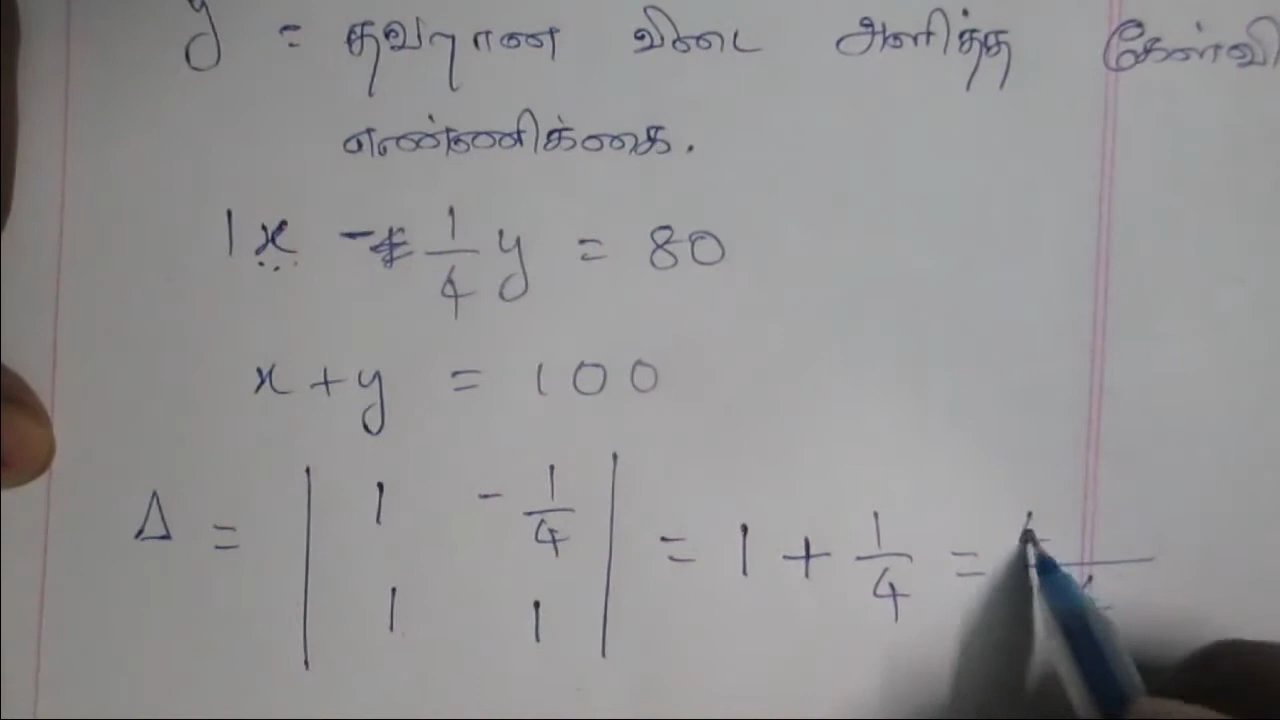 y = தவறான விடை அளித்த கேள்வி
எண்ணிக்கை.
1x - 1/4 y = 80
x + y = 100
Δ = | 1 -1/4 | = 1 + 1/4 =
| 1 1 |